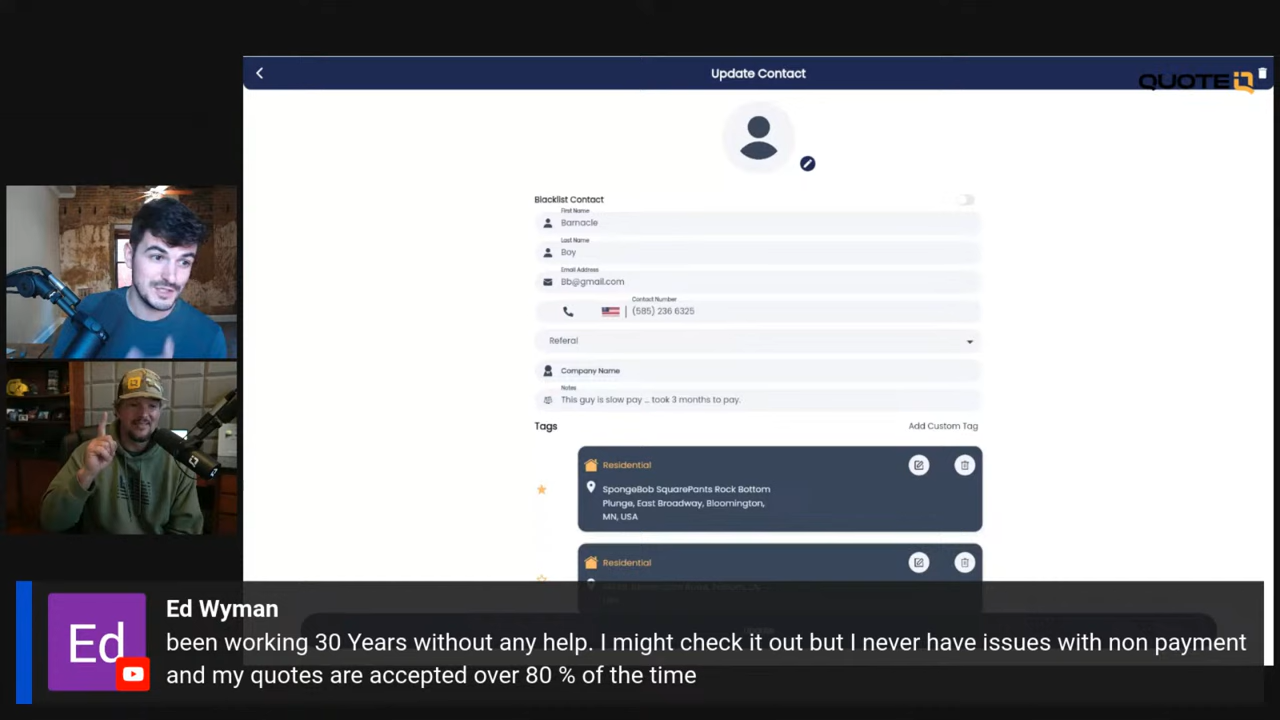 Update Contact
QUOTE IQ
Blacklist Contact
First Name
Barnacle
Last Name
Boy
Email Address
Bb@gmail.com
Contact Number
(585) 236 6325
Referal
Company Name
Notes
This guy is slow pay ... took 3 months to pay.
Tags
Add Custom Tag
Residential
SpongeBob SquarePants Rock Bottom
Plunge, East Broadway, Bloomington,
MN, USA
Residential
Ed
Ed Wyman
been working 30 Years without any help. I might check it out but I never have issues with non payment
and my quotes are accepted over 80 % of the time